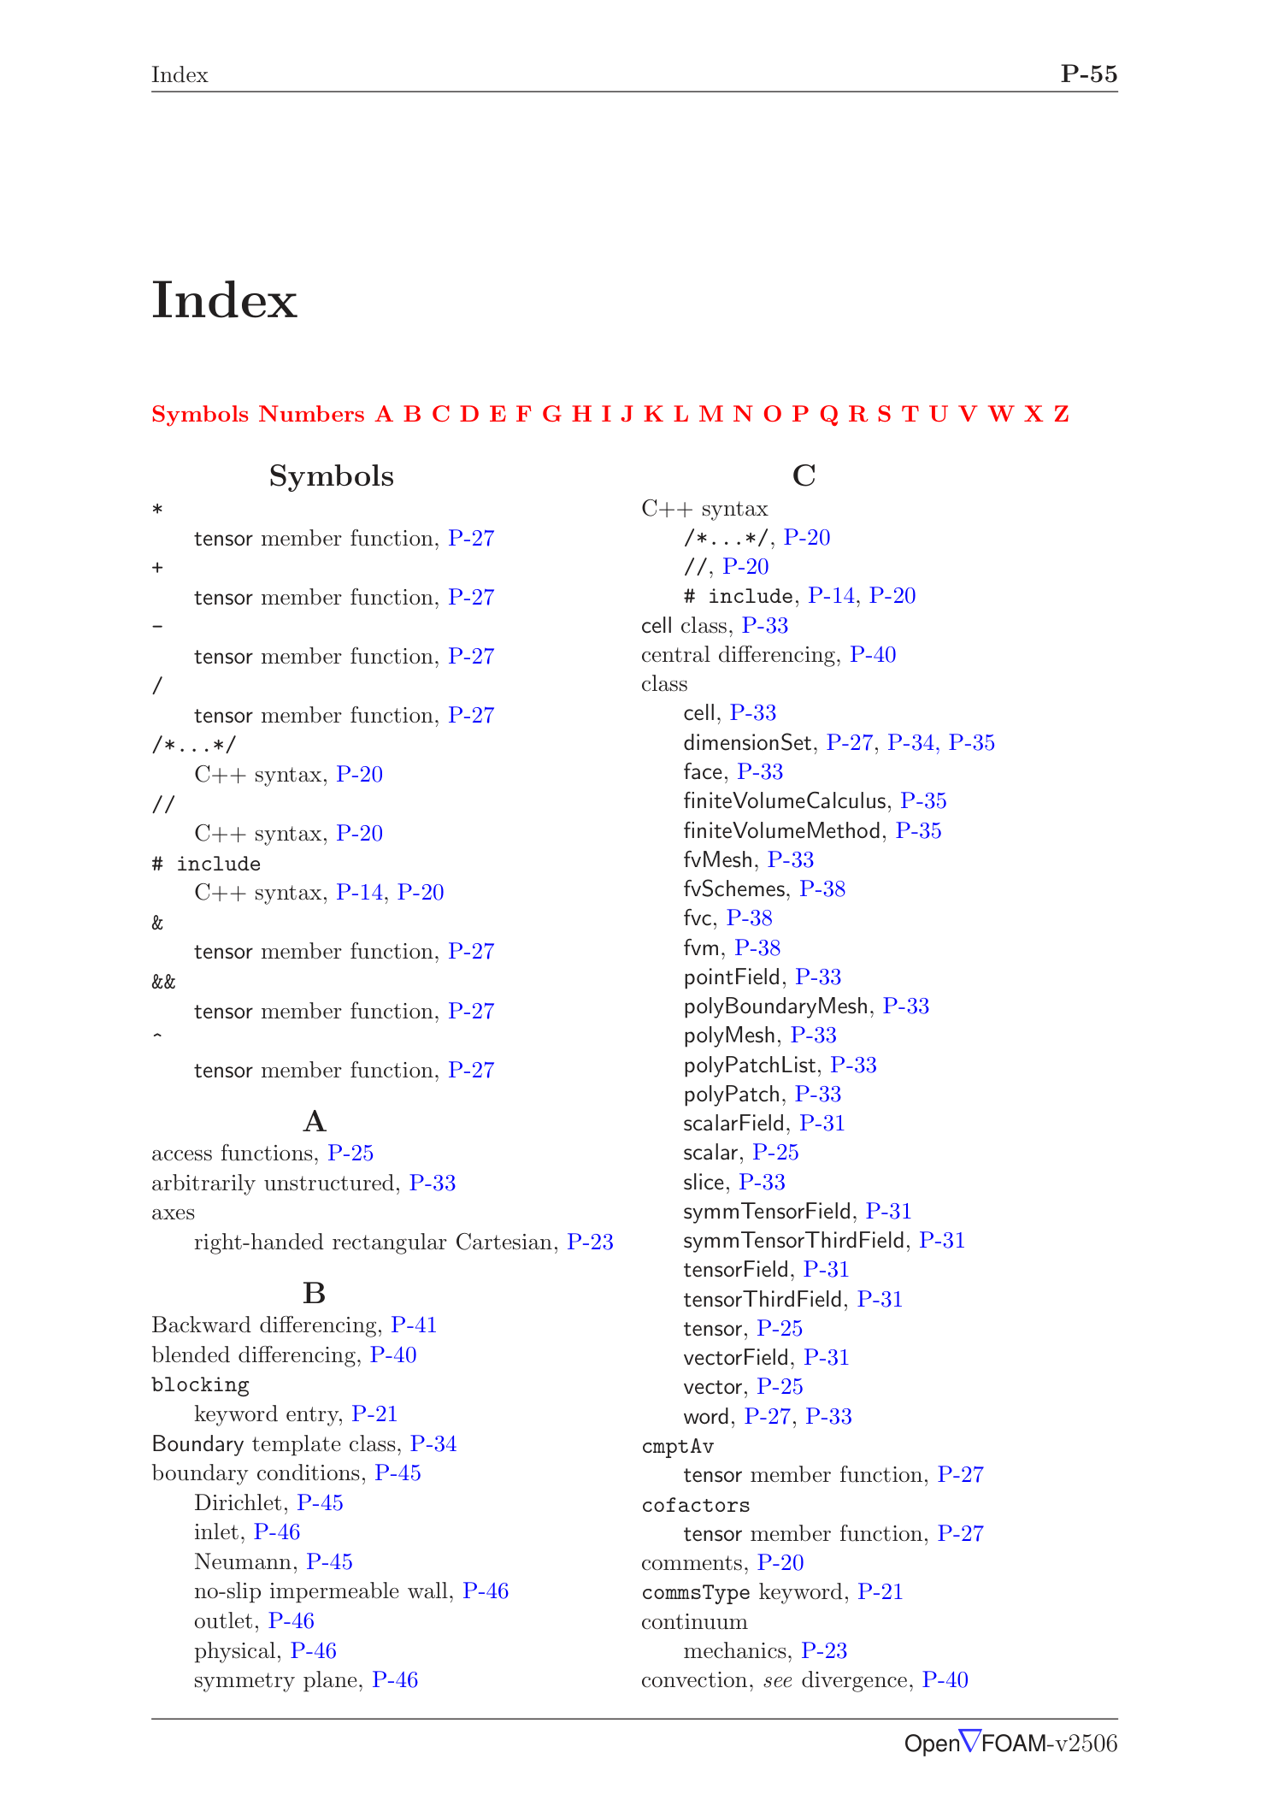 Index P-55
Index
Symbols Numbers A B C D E F G H I J K L M N O P Q R S T U V W X Z
Symbols
*
tensor member function, P-27
+
tensor member function, P-27
-
tensor member function, P-27
/
tensor member function, P-27
/*...*/
C++ syntax, P-20
//
C++ syntax, P-20
# include
C++ syntax, P-14, P-20
&
tensor member function, P-27
&&
tensor member function, P-27
^
tensor member function, P-27
A
access functions, P-25
arbitrarily unstructured, P-33
axes
right-handed rectangular Cartesian, P-23
B
Backward differencing, P-41
blended differencing, P-40
blocking
keyword entry, P-21
Boundary template class, P-34
boundary conditions, P-45
Dirichlet, P-45
inlet, P-46
Neumann, P-45
no-slip impermeable wall, P-46
outlet, P-46
physical, P-46
symmetry plane, P-46
C
C++ syntax
/*...*/, P-20
//, P-20
# include, P-14, P-20
cell class, P-33
central differencing, P-40
class
cell, P-33
dimensionSet, P-27, P-34, P-35
face, P-33
finiteVolumeCalculus, P-35
finiteVolumeMethod, P-35
fvMesh, P-33
fvSchemes, P-38
fvc, P-38
fvm, P-38
pointField, P-33
polyBoundaryMesh, P-33
polyMesh, P-33
polyPatchList, P-33
polyPatch, P-33
scalarField, P-31
scalar, P-25
slice, P-33
symmTensorField, P-31
symmTensorThirdField, P-31
tensorField, P-31
tensorThirdField, P-31
tensor, P-25
vectorField, P-31
vector, P-25
word, P-27, P-33
cmptAv
tensor member function, P-27
cofactors
tensor member function, P-27
comments, P-20
commsType keyword, P-21
continuum
mechanics, P-23
convection, see divergence, P-40
Open▽FOAM-v2506